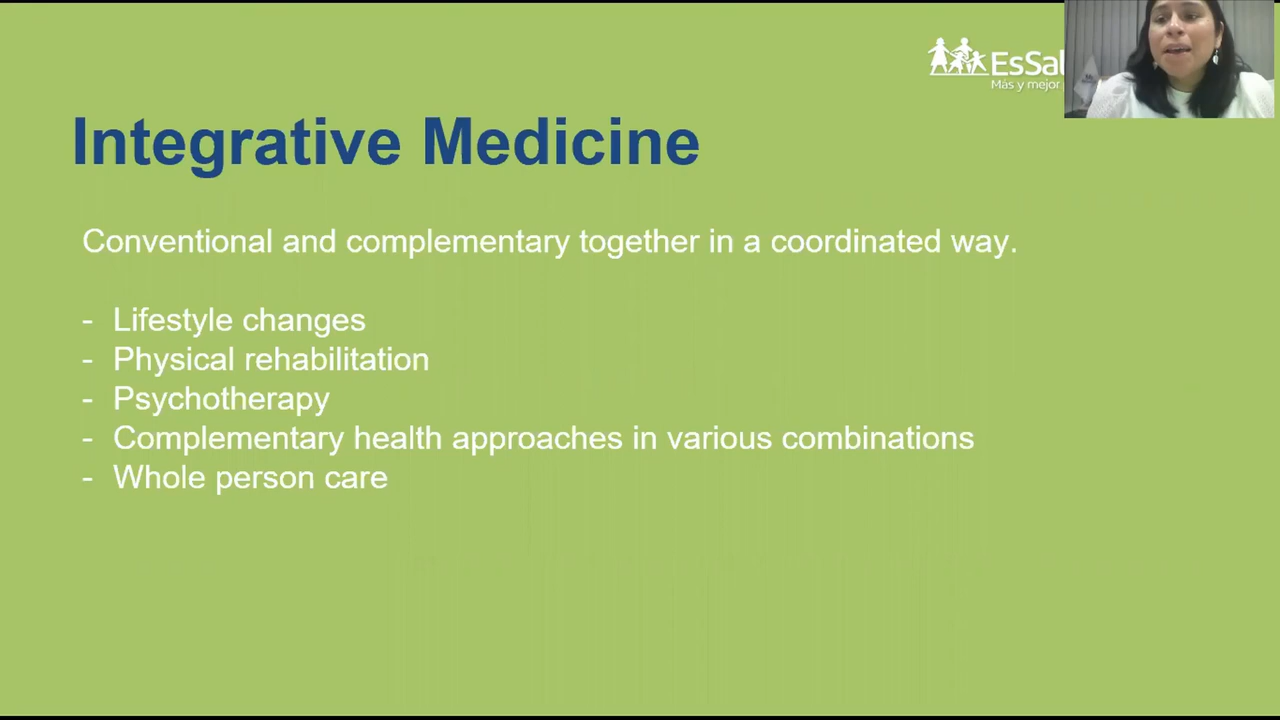 Más y mejor
Integrative Medicine
Conventional and complementary together in a coordinated way.
- Lifestyle changes
- Physical rehabilitation
- Psychotherapy
- Complementary health approaches in various combinations
- Whole person care